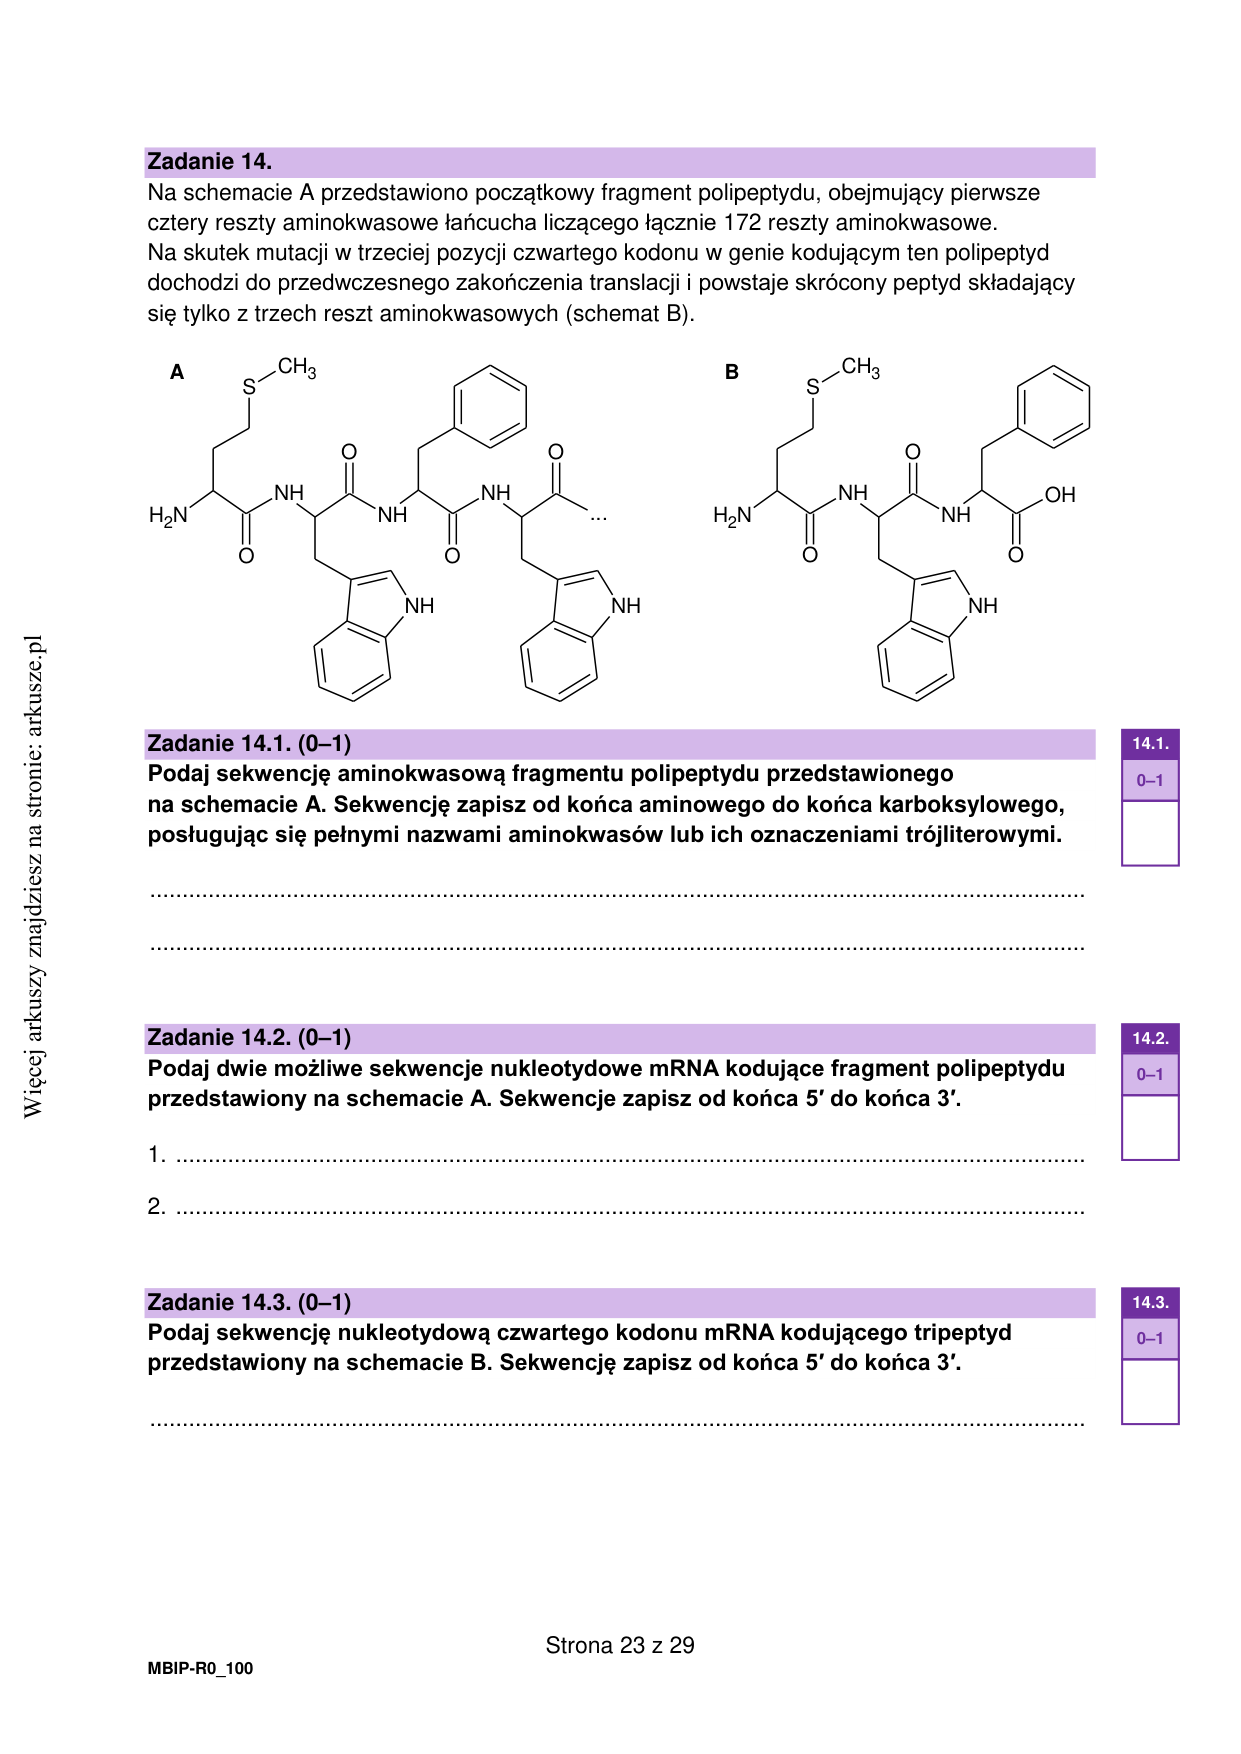 Zadanie 14.
Na schemacie A przedstawiono początkowy fragment polipeptydu, obejmujący pierwsze
cztery reszty aminokwasowe łańcucha liczącego łącznie 172 reszty aminokwasowe.
Na skutek mutacji w trzeciej pozycji czwartego kodonu w genie kodującym ten polipeptyd
dochodzi do przedwczesnego zakończenia translacji i powstaje skrócony peptyd składający
się tylko z trzech reszt aminokwasowych (schemat B).
A
S CH3
O
NH NH
H2N NH ...
O O
O
NH NH
B
S CH3
O
NH OH
H2N NH
O O
NH
Zadanie 14.1. (0–1)
Podaj sekwencję aminokwasową fragmentu polipeptydu przedstawionego
na schemacie A. Sekwencję zapisz od końca aminowego do końca karboksylowego,
posługując się pełnymi nazwami aminokwasów lub ich oznaczeniami trójliterowymi.
14.1.
0–1
Zadanie 14.2. (0–1)
Podaj dwie możliwe sekwencje nukleotydowe mRNA kodujące fragment polipeptydu
przedstawiony na schemacie A. Sekwencje zapisz od końca 5′ do końca 3′.
1. ........................................................................
2. ........................................................................
14.2.
0–1
Zadanie 14.3. (0–1)
Podaj sekwencję nukleotydową czwartego kodonu mRNA kodującego tripeptyd
przedstawiony na schemacie B. Sekwencję zapisz od końca 5′ do końca 3′.
14.3.
0–1
Strona 23 z 29
MBIP-R0_100
Więcej arkuszy znajdziesz na stronie: arkusze.pl